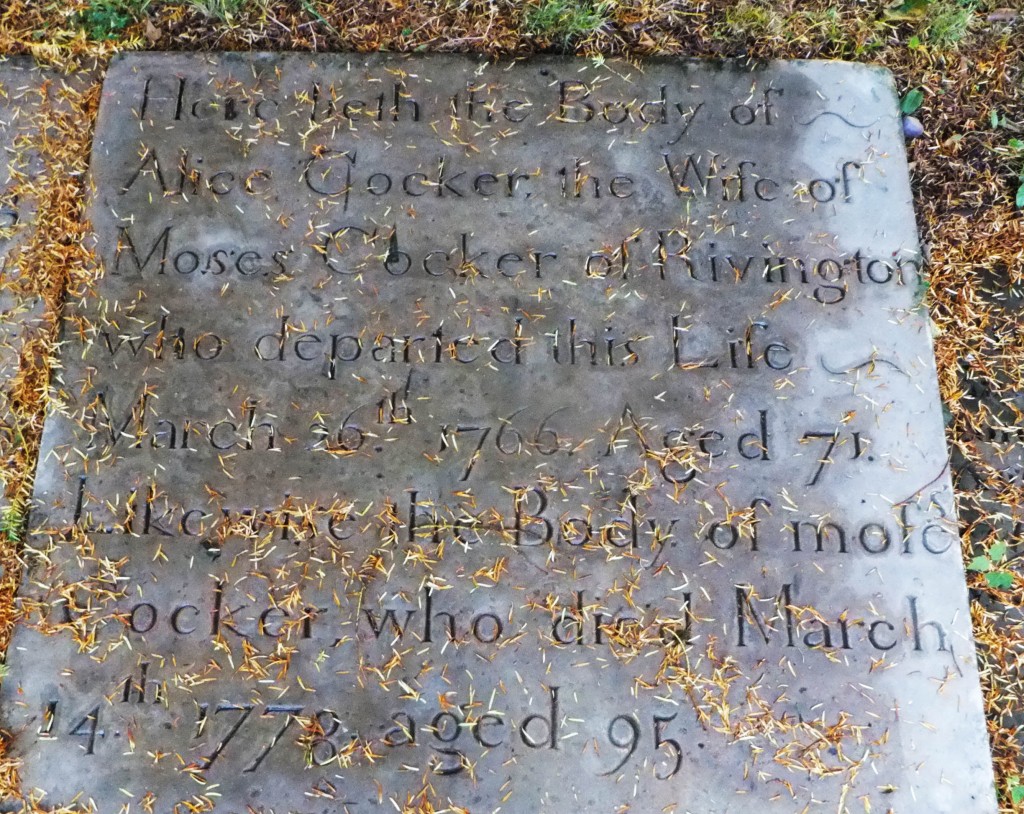 Here lieth the Body of
Alice Cocker, the Wife of
Moses Cocker of Rivington
who departed this Life
March 26th 1766. Aged 71.
Likewise the Body of moses
Cocker, who died March
14th 1778, aged 95.